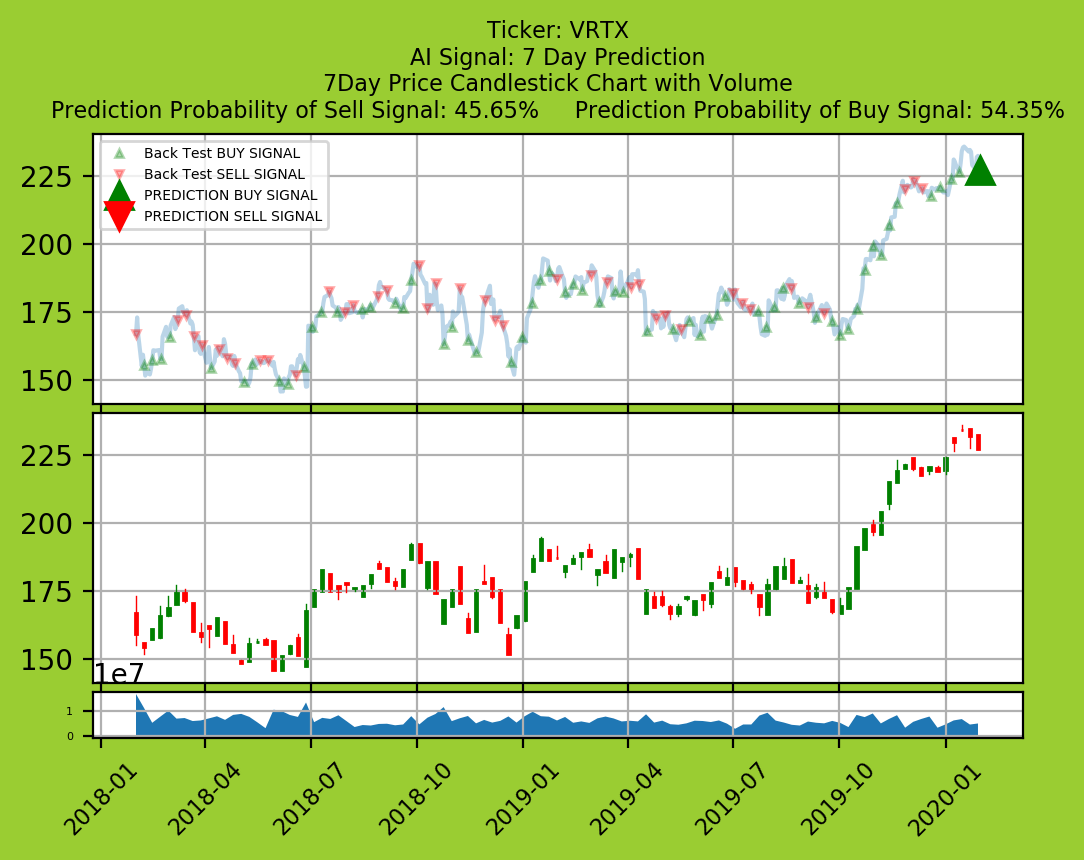 Ticker: VRTX
AI Signal: 7 Day Prediction
7Day Price Candlestick Chart with Volume
Prediction Probability of Sell Signal: 45.65%     Prediction Probability of Buy Signal: 54.35%
Back Test BUY SIGNAL
Back Test SELL SIGNAL
PREDICTION BUY SIGNAL
PREDICTION SELL SIGNAL
225
200
175
150
225
200
175
150
1e7
1
0
2018-01 2018-04 2018-07 2018-10 2019-01 2019-04 2019-07 2019-10 2020-01